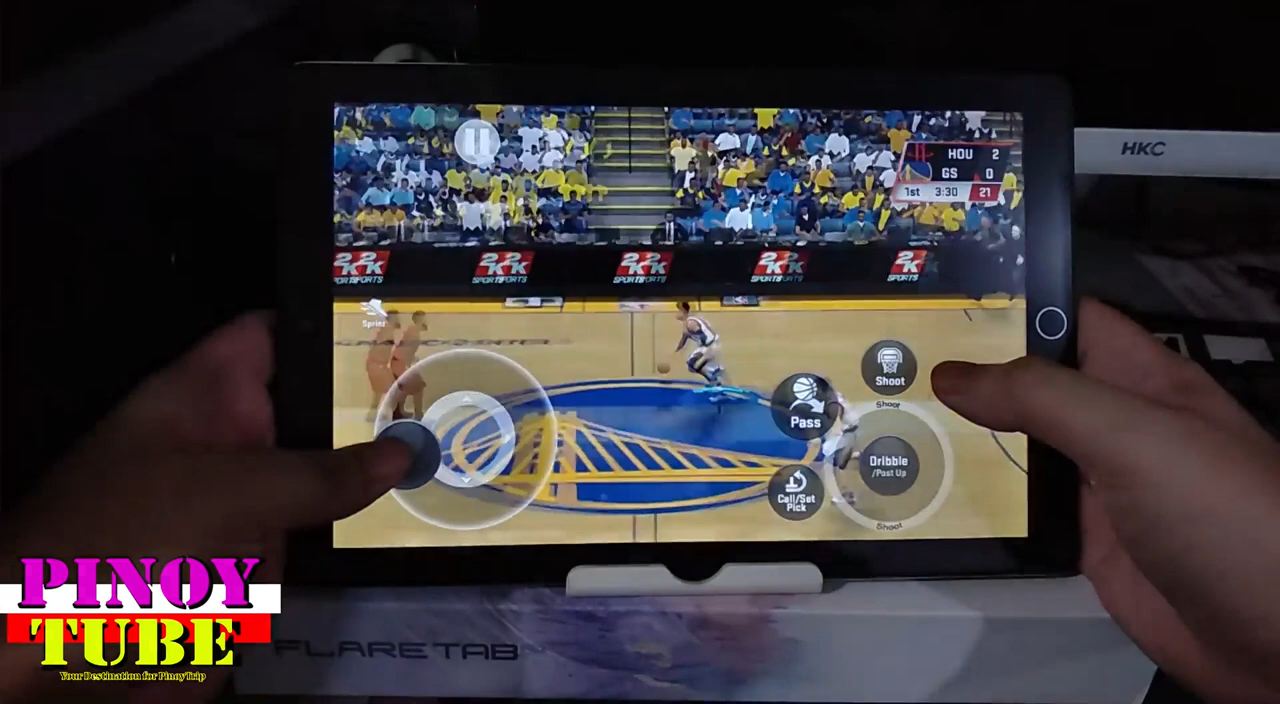 HOU 2
GS 0
1st 3:30 21
HKC
2K 2K 2K 2K 2K
SPORTS SPORTS SPORTS SPORTS SPORTS
Sprint
Shoot
Shoot
Pass
Dribble
/Post Up
Call/Set
Pick
Shoot
PINOY
TUBE
Your Destination for PinoyTrip
FLARETAB